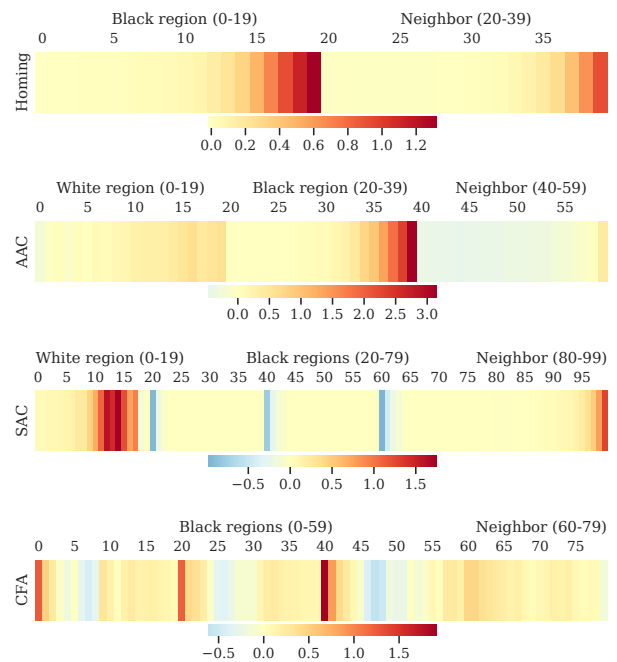 Black region (0-19) Neighbor (20-39)
0 5 10 15 20 25 30 35
Homing
0.0 0.2 0.4 0.6 0.8 1.0 1.2
White region (0-19) Black region (20-39) Neighbor (40-59)
0 5 10 15 20 25 30 35 40 45 50 55
AAC
0.0 0.5 1.0 1.5 2.0 2.5 3.0
White region (0-19) Black regions (20-79) Neighbor (80-99)
0 5 10 15 20 25 30 35 40 45 50 55 60 65 70 75 80 85 90 95
SAC
−0.5 0.0 0.5 1.0 1.5
Black regions (0-59) Neighbor (60-79)
0 5 10 15 20 25 30 35 40 45 50 55 60 65 70 75
CFA
−0.5 0.0 0.5 1.0 1.5